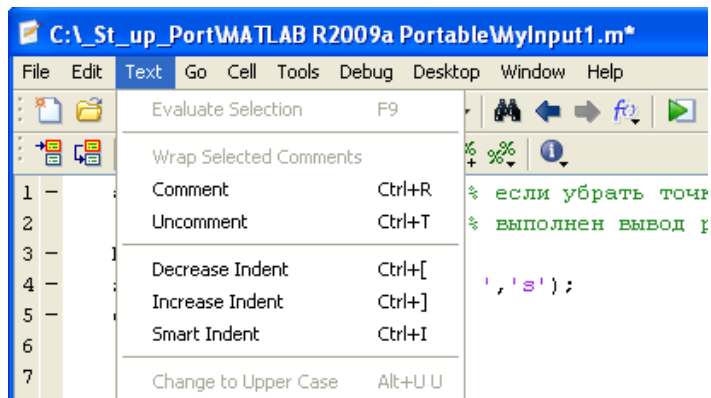 C:\_St_up_Port\MATLAB R2009a Portable\MyInput1.m*
File Edit Text Go Cell Tools Debug Desktop Window Help
Evaluate Selection F9
Wrap Selected Comments
1 Comment Ctrl+R % если убрать
2 Uncomment Ctrl+T % выполнен вывод
3
4 Decrease Indent Ctrl+[ ','s');
5 Increase Indent Ctrl+]
6 Smart Indent Ctrl+I
7 Change to Upper Case Alt+U U